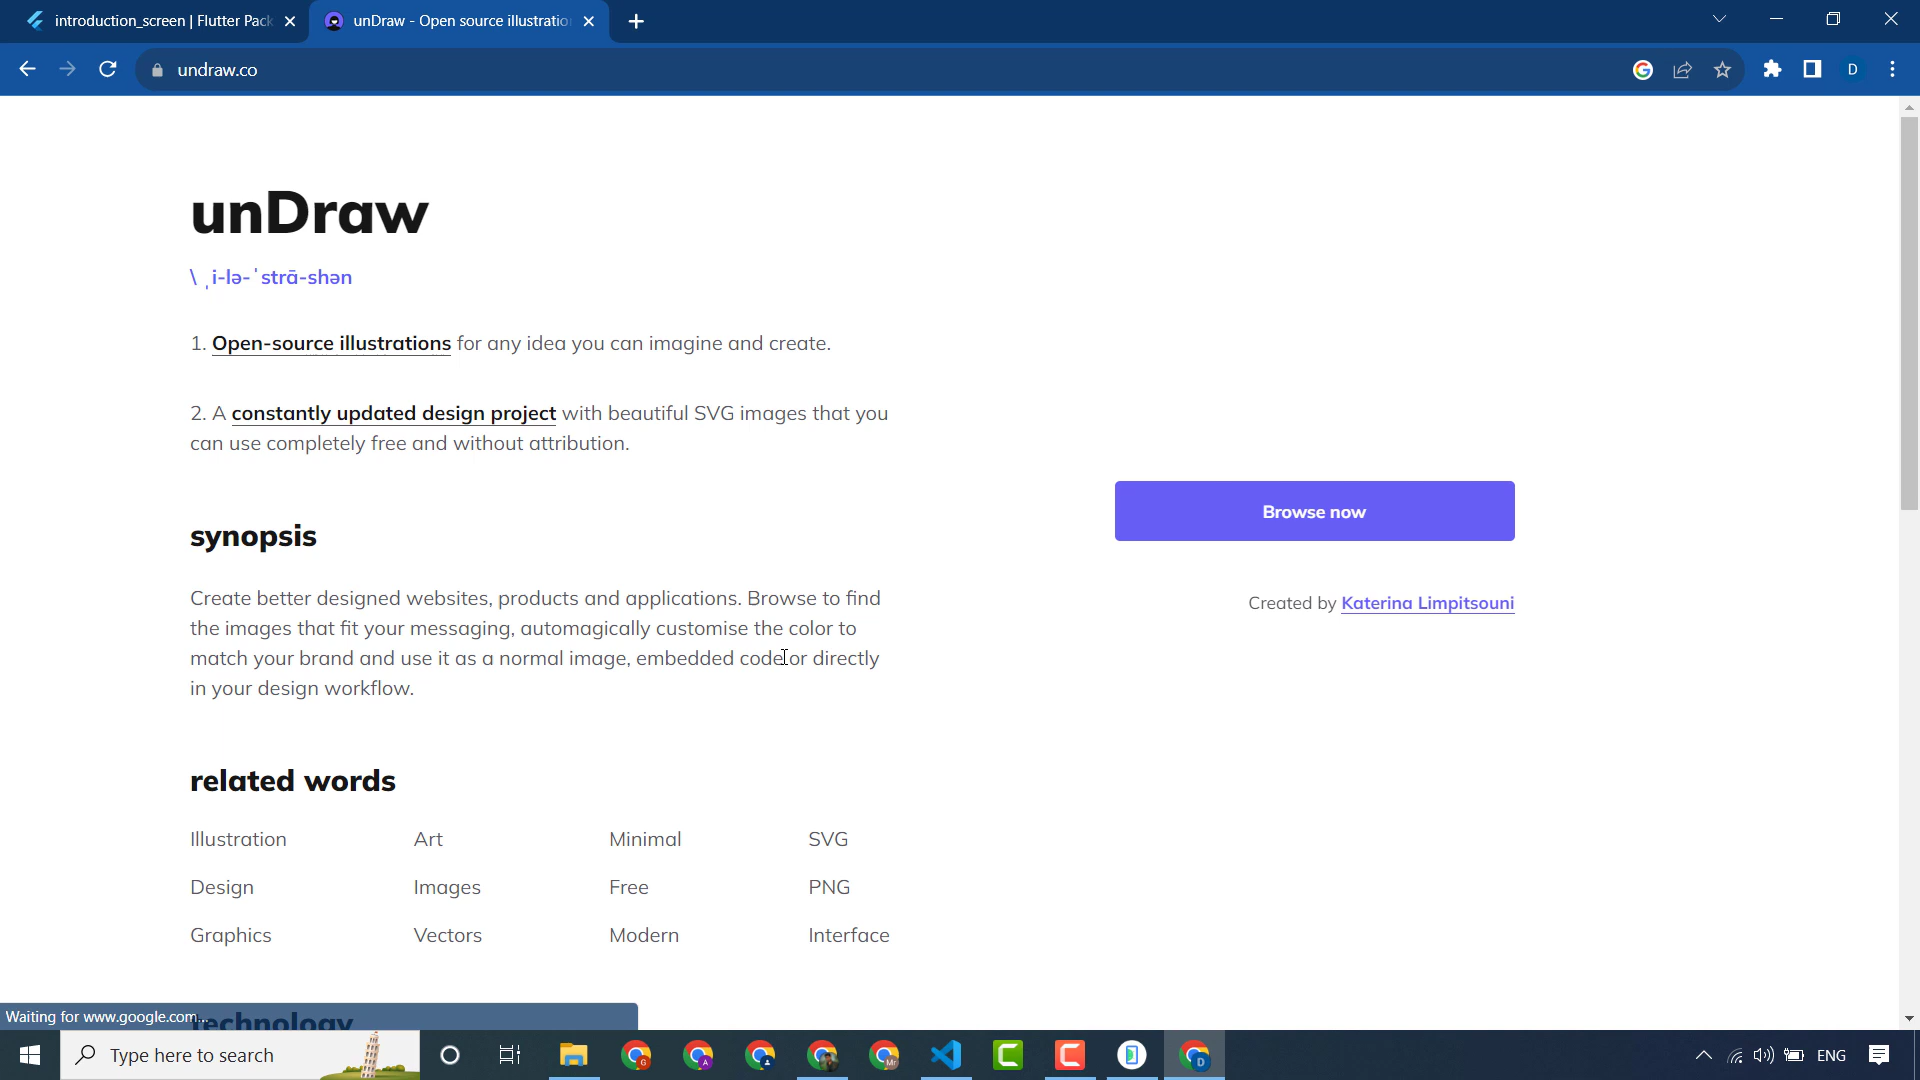 introduction_screen | Flutter Pack
unDraw - Open source illustratio
undraw.co
D
unDraw
\ ˌi-lə-ˈstrā-shən
1. Open-source illustrations for any idea you can imagine and create.
2. A constantly updated design project with beautiful SVG images that you
can use completely free and without attribution.
Browse now
synopsis
Create better designed websites, products and applications. Browse to find
the images that fit your messaging, automagically customise the color to
match your brand and use it as a normal image, embedded code or directly
in your design workflow.
Created by Katerina Limpitsouni
related words
Illustration Art Minimal SVG
Design Images Free PNG
Graphics Vectors Modern Interface
technology
Waiting for www.google.com...
Type here to search
ENG